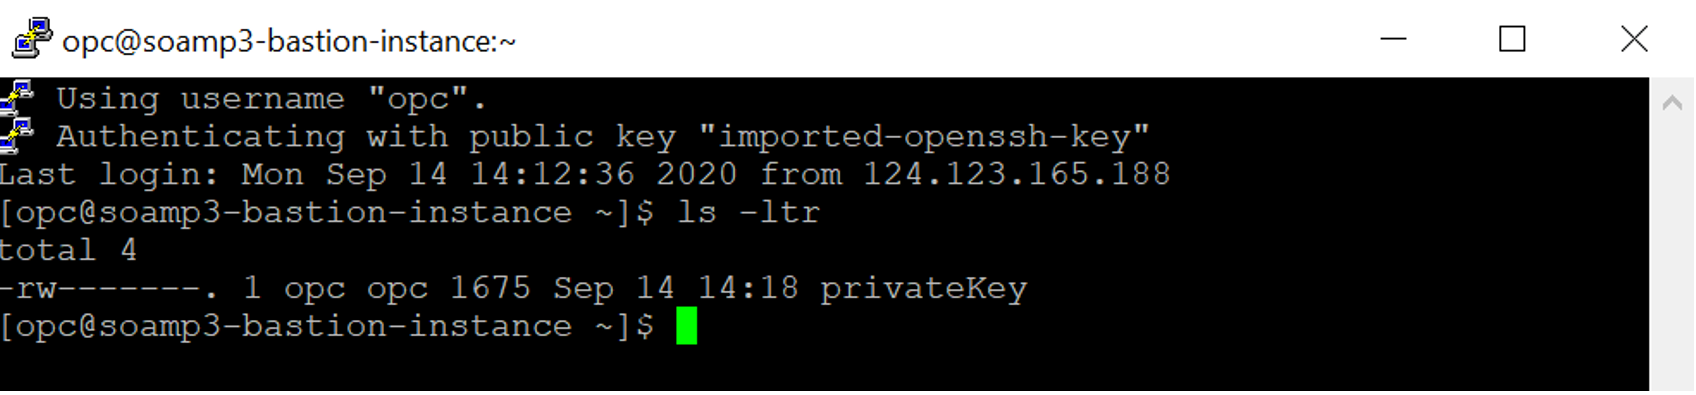 opc@soamp3-bastion-instance:~
Using username "opc".
Authenticating with public key "imported-openssh-key"
Last login: Mon Sep 14 14:12:36 2020 from 124.123.165.188
[opc@soamp3-bastion-instance ~]$ ls -ltr
total 4
-rw-------. 1 opc opc 1675 Sep 14 14:18 privateKey
[opc@soamp3-bastion-instance ~]$